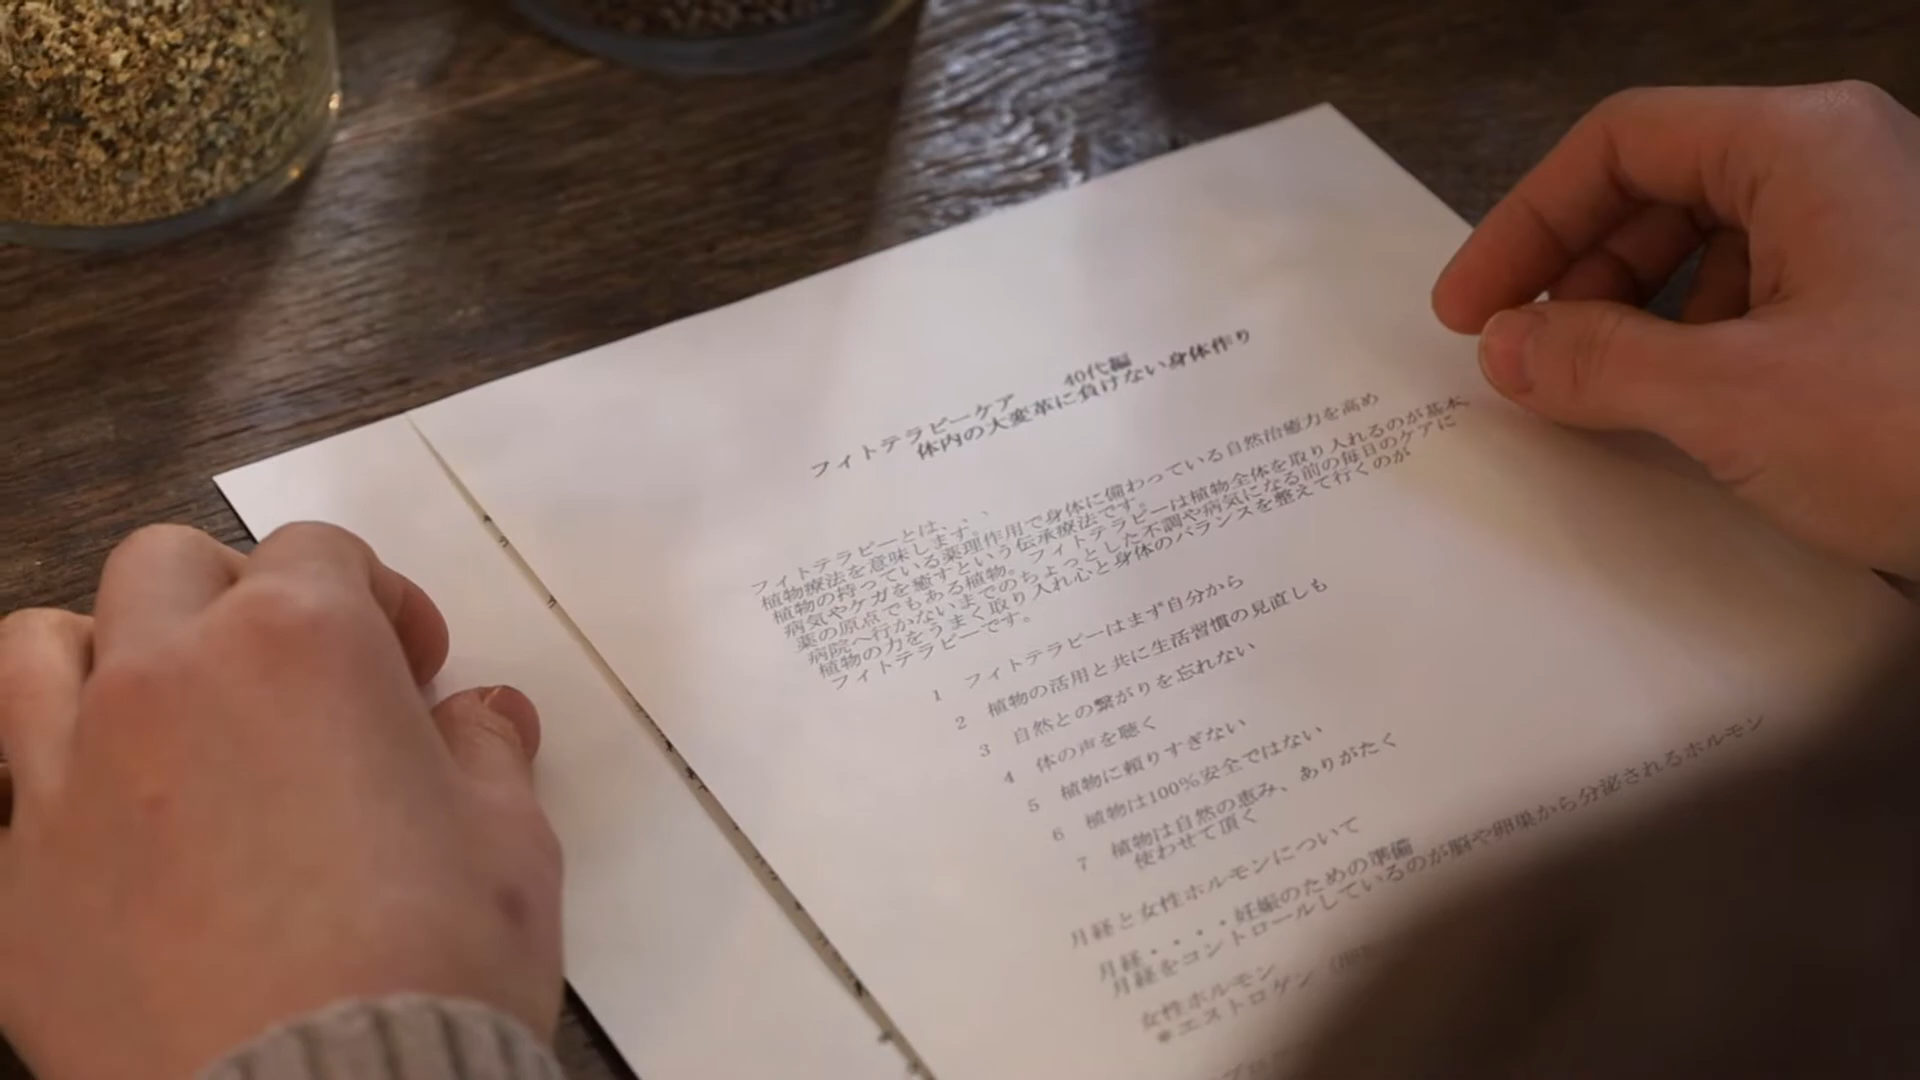 フィトテラピーケア 40代編
体内の大変革に負けない身体作り
フィトテラピーとは、、、
植物療法を意味します。
植物の持っている薬理作用で身体に備わっている自然治癒力を高め
病気やケガを癒すという伝承療法です。
薬の原点でもある植物。フィトテラピーは植物全体を取り入れるのが基本。
病院へ行かないまでのちょっとした不調や病気になる前の毎日のケアに
植物の力をうまく取り入れ心と身体のバランスを整えて行くのが
フィトテラピーです。
1 フィトテラピーはまず自分から
2 植物の活用と共に生活習慣の見直しも
3 自然との繋がりを忘れない
4 体の声を聴く
5 植物に頼りすぎない
6 植物は100%安全ではない
7 植物は自然の恵み、ありがたく
使わせて頂く
月経と女性ホルモンについて
月経・・・・妊娠のための準備
月経をコントロールしているのが脳や卵巣から分泌されるホルモン
女性ホルモン
＊エストロゲン